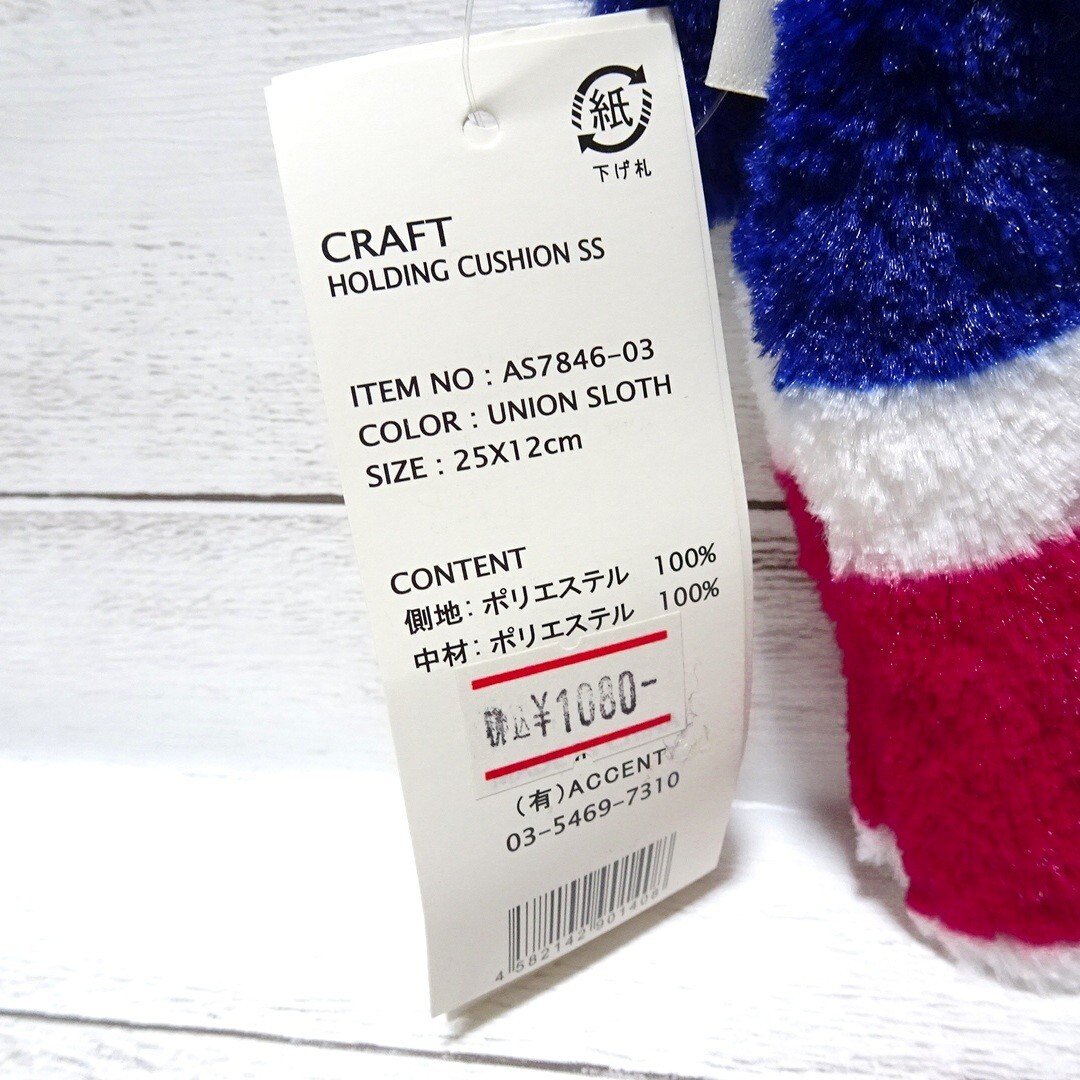 紙
下げ札
CRAFT
HOLDING CUSHION SS
ITEM NO : AS7846-03
COLOR : UNION SLOTH
SIZE : 25X12cm
CONTENT
側地: ポリエステル 100%
中材: ポリエステル 100%
税込¥1080-
(有)ACCENT
03-5469-7310
4 582142 901408